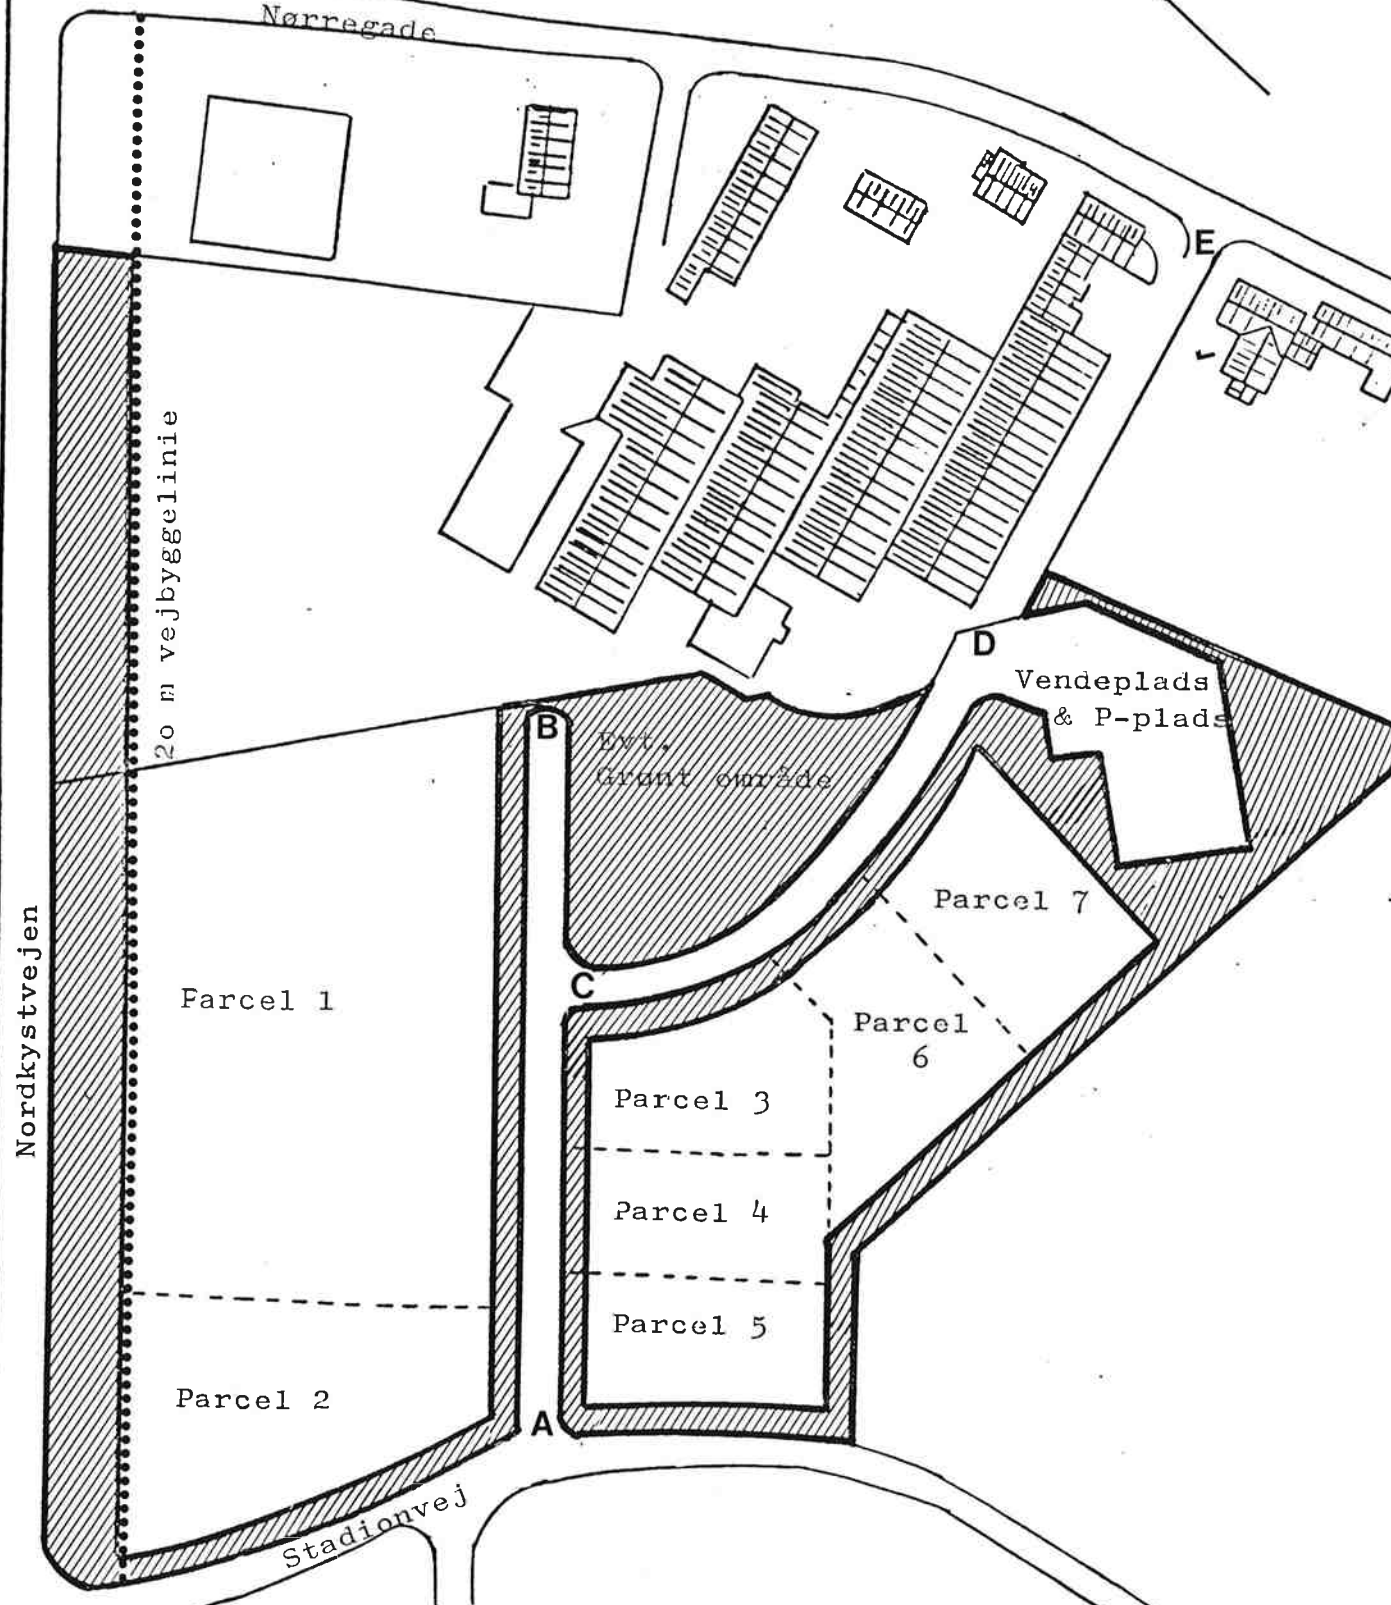 Nørregade
E
20 m vejbyggelinie
D
Vendeplads
& P-plads
B
Evt.
Grønt område
Parcel 7
Nordkystvejen
C
Parcel 1
Parcel
6
Parcel 3
Parcel 4
Parcel 5
Parcel 2
A
Stadionvej